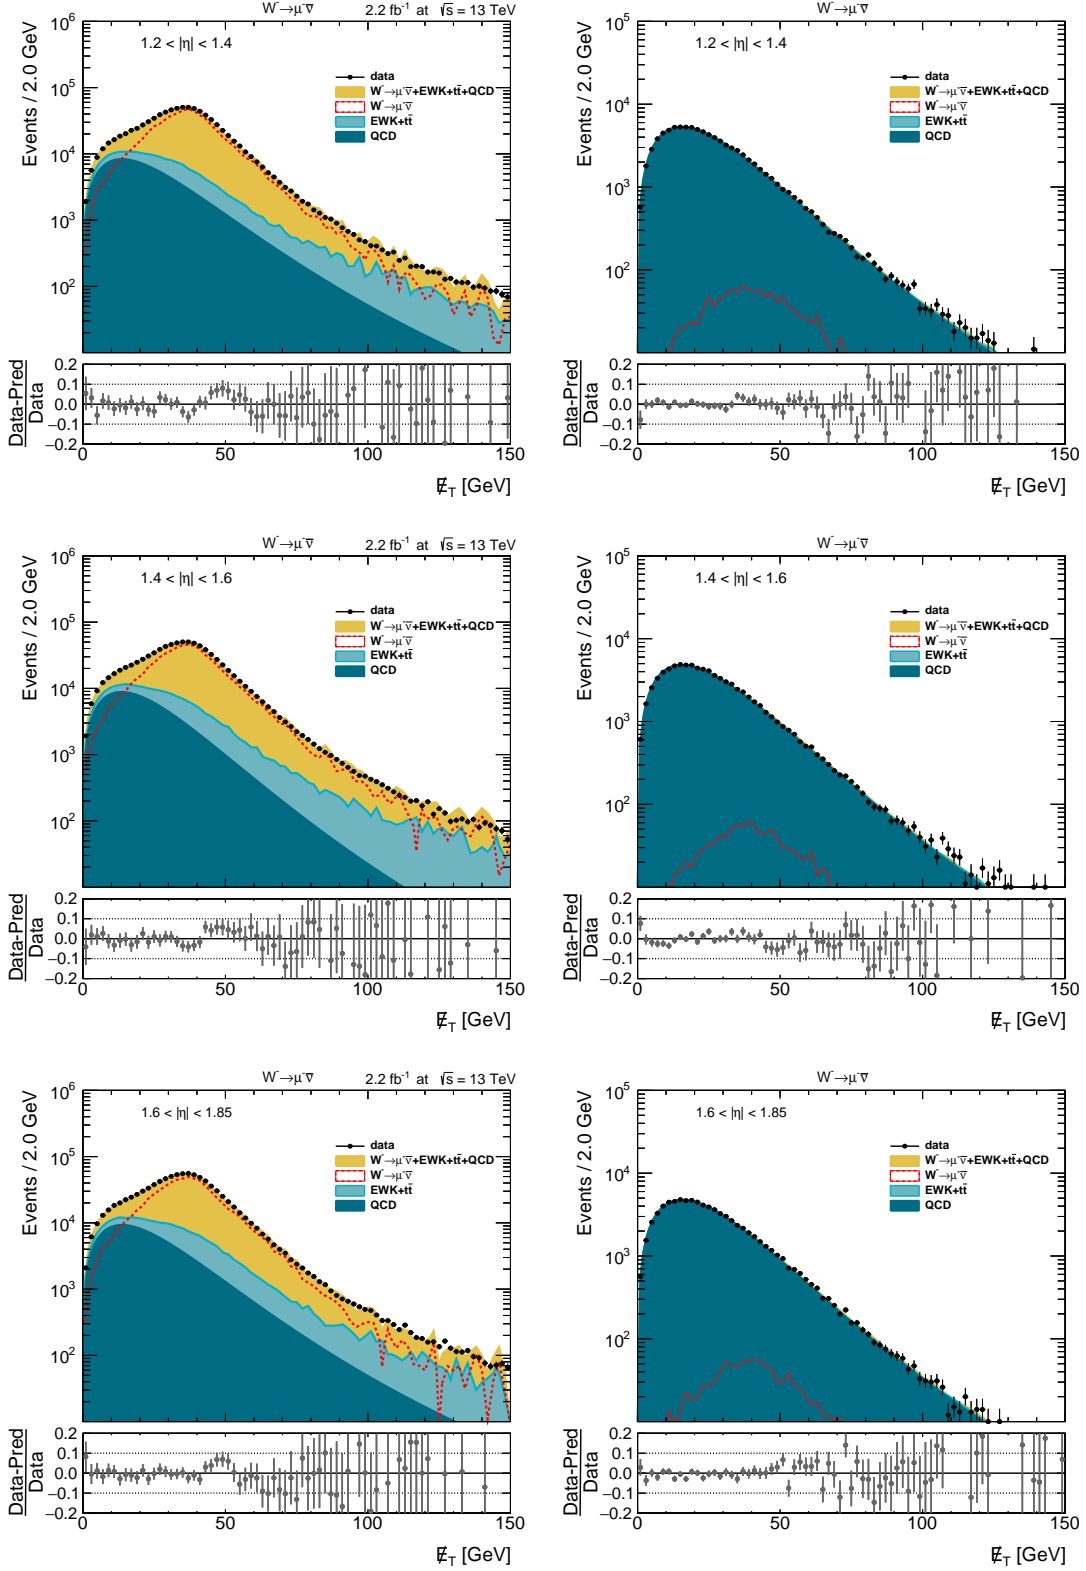 W⁻→μ⁻ν̅
2.2 fb⁻¹ at √s = 13 TeV
1.2 < |η| < 1.4
Events / 2.0 GeV
10⁶
10⁵
10⁴
10³
10²
data
W⁻→μ⁻ν̅+EWK+tt̅+QCD
W⁻→μ⁻ν̅
EWK+tt̅
QCD
Data-Pred
Data
0.2
0.1
0.0
−0.1
−0.2
0 50 100 150
E̸_T [GeV]
W⁻→μ⁻ν̅
1.2 < |η| < 1.4
Events / 2.0 GeV
10⁵
10⁴
10³
10²
data
W⁻→μ⁻ν̅+EWK+tt̅+QCD
W⁻→μ⁻ν̅
EWK+tt̅
QCD
Data-Pred
Data
0.2
0.1
0.0
−0.1
−0.2
0 50 100 150
E̸_T [GeV]
W⁻→μ⁻ν̅
2.2 fb⁻¹ at √s = 13 TeV
1.4 < |η| < 1.6
Events / 2.0 GeV
10⁶
10⁵
10⁴
10³
10²
data
W⁻→μ⁻ν̅+EWK+tt̅+QCD
W⁻→μ⁻ν̅
EWK+tt̅
QCD
Data-Pred
Data
0.2
0.1
0.0
−0.1
−0.2
0 50 100 150
E̸_T [GeV]
W⁻→μ⁻ν̅
1.4 < |η| < 1.6
Events / 2.0 GeV
10⁵
10⁴
10³
10²
data
W⁻→μ⁻ν̅+EWK+tt̅+QCD
W⁻→μ⁻ν̅
EWK+tt̅
QCD
Data-Pred
Data
0.2
0.1
0.0
−0.1
−0.2
0 50 100 150
E̸_T [GeV]
W⁻→μ⁻ν̅
2.2 fb⁻¹ at √s = 13 TeV
1.6 < |η| < 1.85
Events / 2.0 GeV
10⁶
10⁵
10⁴
10³
10²
data
W⁻→μ⁻ν̅+EWK+tt̅+QCD
W⁻→μ⁻ν̅
EWK+tt̅
QCD
Data-Pred
Data
0.2
0.1
0.0
−0.1
−0.2
0 50 100 150
E̸_T [GeV]
W⁻→μ⁻ν̅
1.6 < |η| < 1.85
Events / 2.0 GeV
10⁵
10⁴
10³
10²
data
W⁻→μ⁻ν̅+EWK+tt̅+QCD
W⁻→μ⁻ν̅
EWK+tt̅
QCD
Data-Pred
Data
0.2
0.1
0.0
−0.1
−0.2
0 50 100 150
E̸_T [GeV]